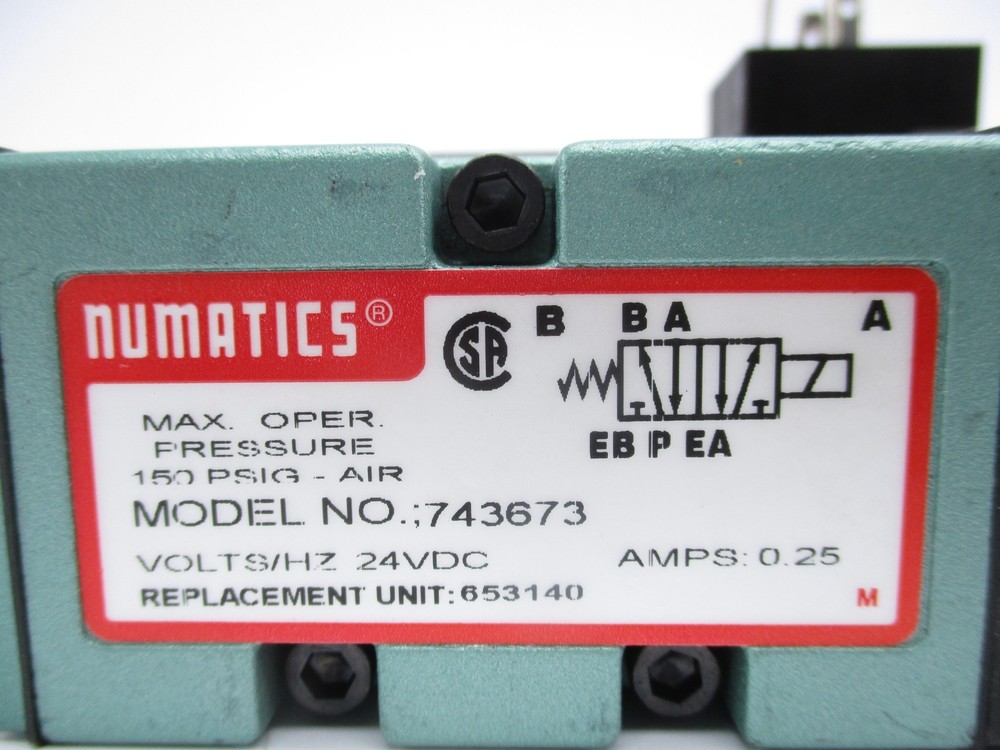 NUMATICS®
SA
B B A A
EB P EA
MAX. OPER.
PRESSURE
150 PSIG - AIR
MODEL NO.;743673
VOLTS/HZ 24VDC AMPS: 0.25
REPLACEMENT UNIT: 653140
M